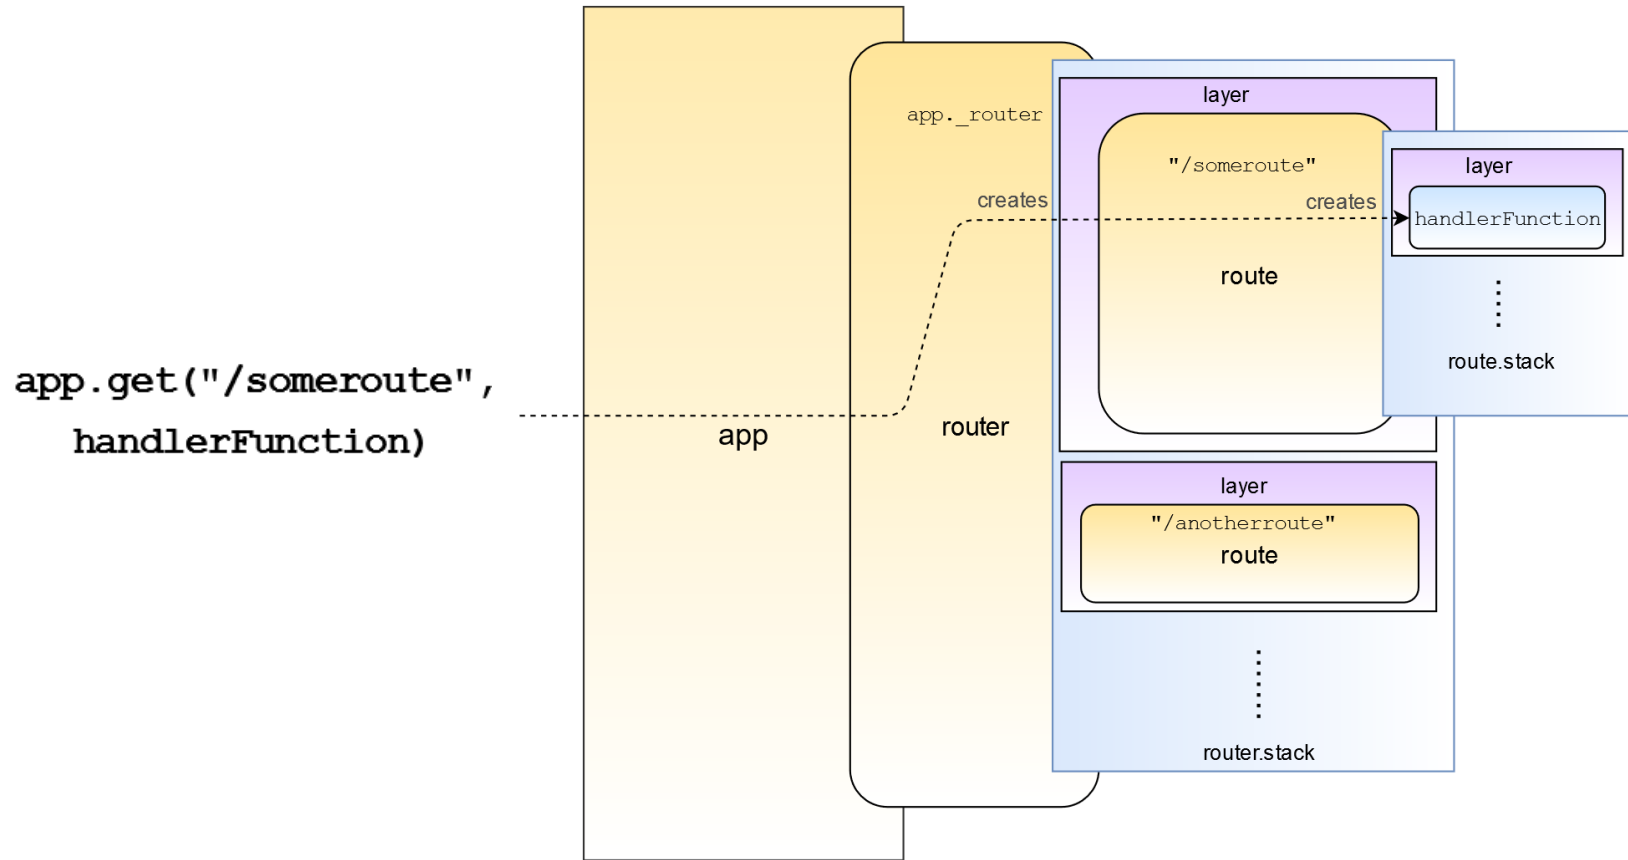 app.get("/someroute",
handlerFunction)
app
app._router
router
creates
layer
"/someroute"
creates
route
layer
handlerFunction
route.stack
layer
"/anotherroute"
route
router.stack